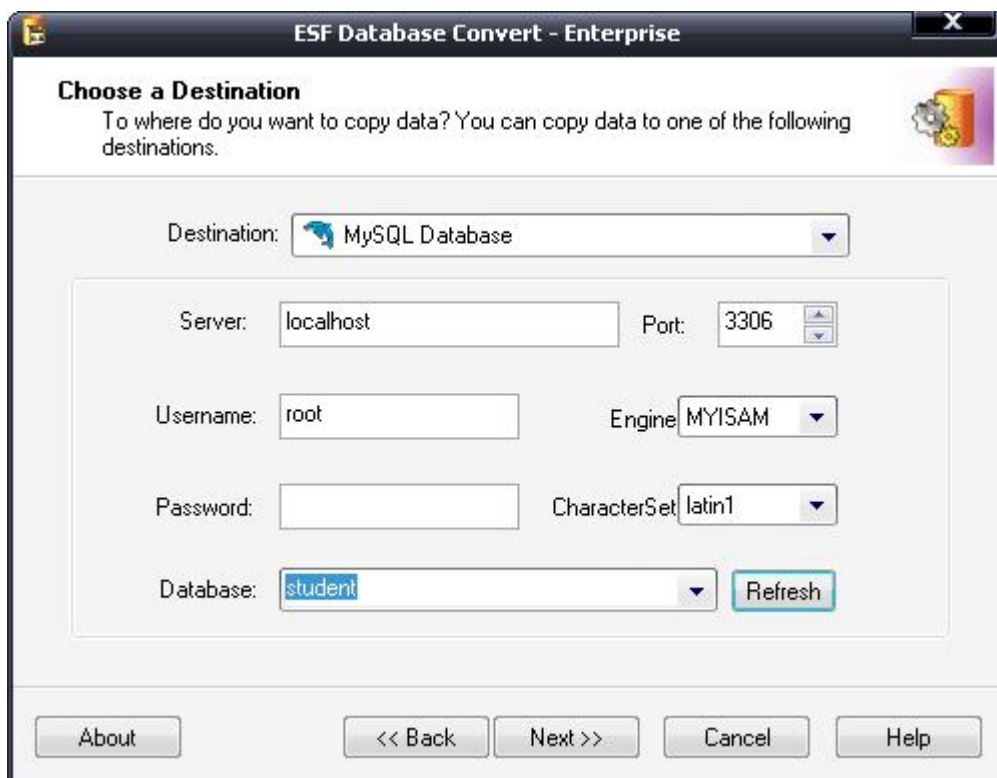 ESF Database Convert - Enterprise
X
Choose a Destination
To where do you want to copy data? You can copy data to one of the following
destinations.
Destination: MySQL Database
Server: localhost Port: 3306
Username: root Engine MYISAM
Password: CharacterSet latin1
Database: student Refresh
About << Back Next >> Cancel Help